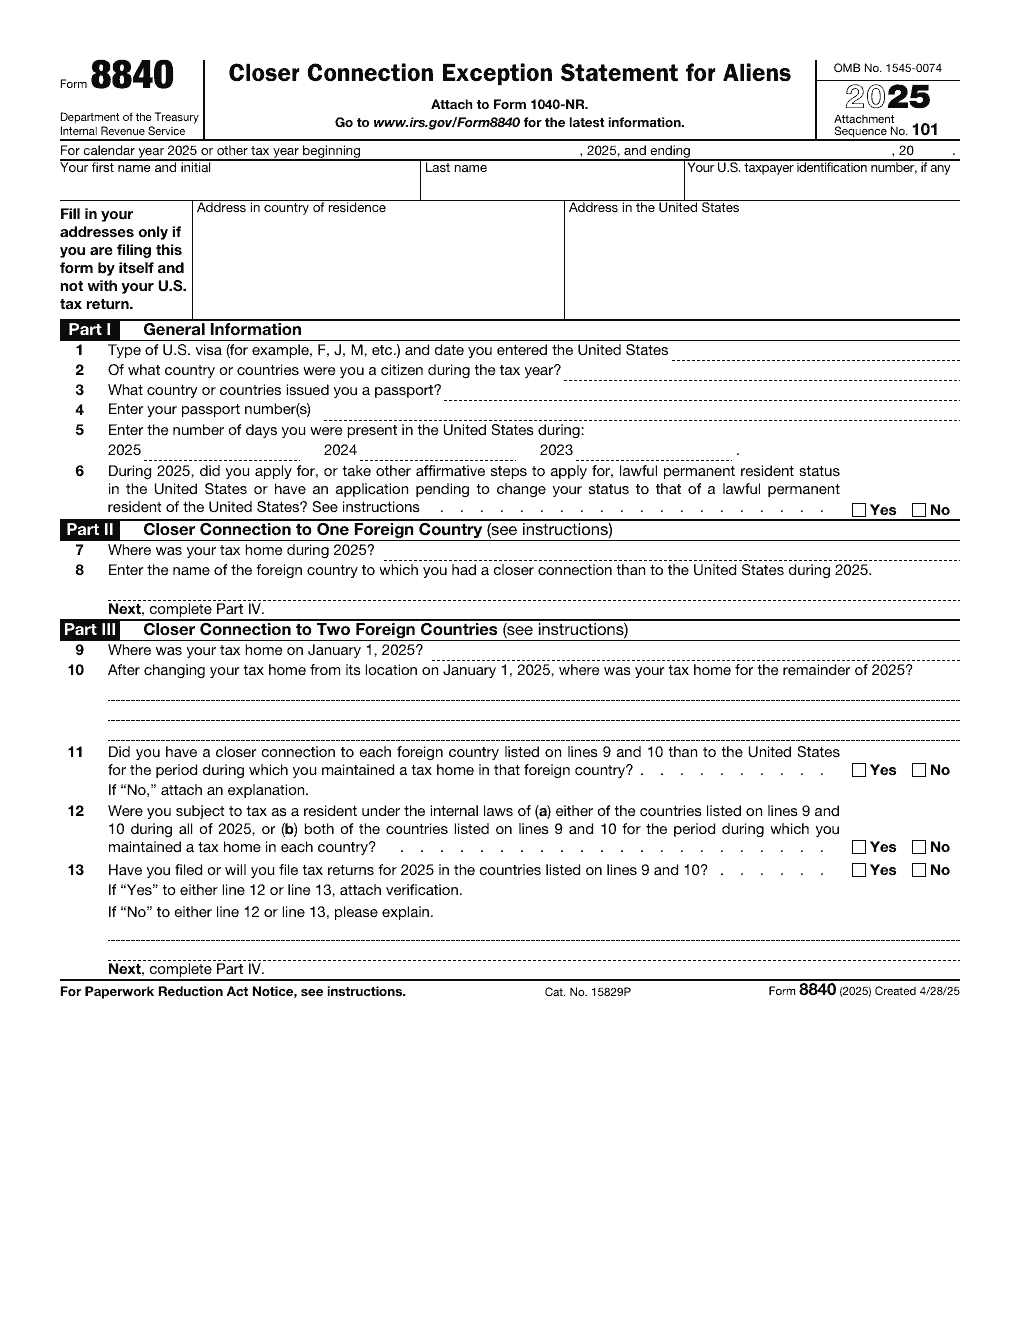 Form 8840
Department of the Treasury
Internal Revenue Service
Closer Connection Exception Statement for Aliens
Attach to Form 1040-NR.
Go to www.irs.gov/Form8840 for the latest information.
OMB No. 1545-0074
2025
Attachment
Sequence No. 101
For calendar year 2025 or other tax year beginning , 2025, and ending , 20 .
Your first name and initial
Last name
Your U.S. taxpayer identification number, if any
Fill in your
addresses only if
you are filing this
form by itself and
not with your U.S.
tax return.
Address in country of residence
Address in the United States
Part I General Information
1 Type of U.S. visa (for example, F, J, M, etc.) and date you entered the United States
2 Of what country or countries were you a citizen during the tax year?
3 What country or countries issued you a passport?
4 Enter your passport number(s)
5 Enter the number of days you were present in the United States during:
2025 2024 2023 .
6 During 2025, did you apply for, or take other affirmative steps to apply for, lawful permanent resident status
in the United States or have an application pending to change your status to that of a lawful permanent
resident of the United States? See instructions . . . . . . . . . . . . . . . . . . . . Yes No
Part II Closer Connection to One Foreign Country (see instructions)
7 Where was your tax home during 2025?
8 Enter the name of the foreign country to which you had a closer connection than to the United States during 2025.
Next, complete Part IV.
Part III Closer Connection to Two Foreign Countries (see instructions)
9 Where was your tax home on January 1, 2025?
10 After changing your tax home from its location on January 1, 2025, where was your tax home for the remainder of 2025?
11 Did you have a closer connection to each foreign country listed on lines 9 and 10 than to the United States
for the period during which you maintained a tax home in that foreign country? . . . . . . . . . . Yes No
If “No,” attach an explanation.
12 Were you subject to tax as a resident under the internal laws of (a) either of the countries listed on lines 9 and
10 during all of 2025, or (b) both of the countries listed on lines 9 and 10 for the period during which you
maintained a tax home in each country? . . . . . . . . . . . . . . . . . . . . . . Yes No
13 Have you filed or will you file tax returns for 2025 in the countries listed on lines 9 and 10? . . . . . . Yes No
If “Yes” to either line 12 or line 13, attach verification.
If “No” to either line 12 or line 13, please explain.
Next, complete Part IV.
For Paperwork Reduction Act Notice, see instructions. Cat. No. 15829P Form 8840 (2025) Created 4/28/25